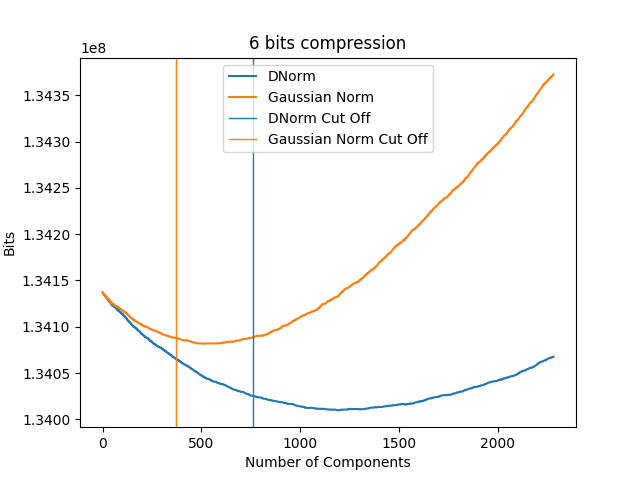 6 bits compression
1e8
DNorm
Gaussian Norm
DNorm Cut Off
Gaussian Norm Cut Off
1.3435
1.3430
1.3425
1.3420
1.3415
1.3410
1.3405
1.3400
Bits
0 500 1000 1500 2000
Number of Components